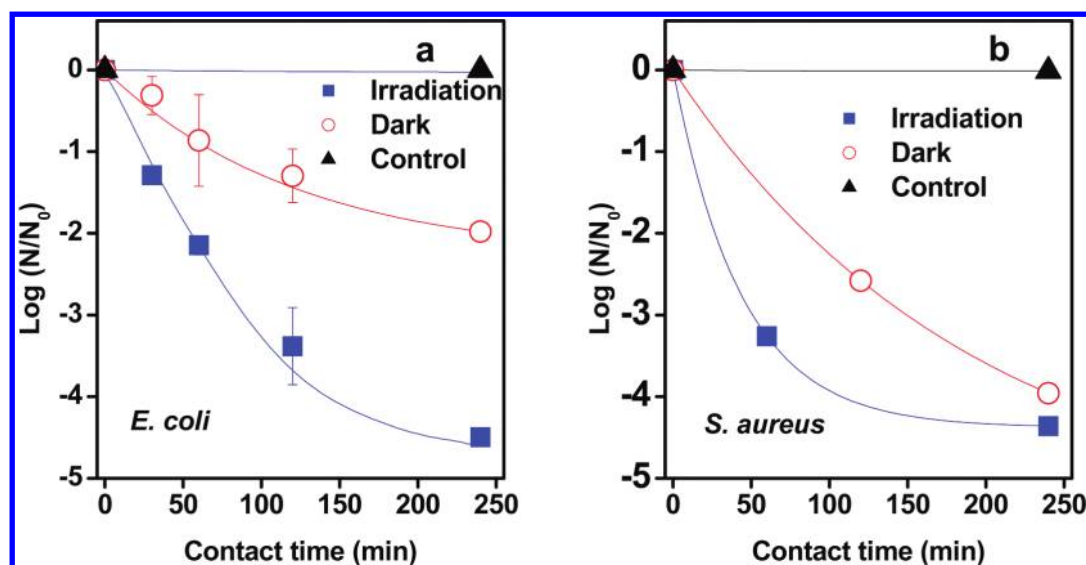 a
0
-1
-2
-3
-4
-5
Log (N/N0)
Irradiation
Dark
Control
E. coli
0 50 100 150 200 250
Contact time (min)
b
0
-1
-2
-3
-4
-5
Log (N/N0)
Irradiation
Dark
Control
S. aureus
0 50 100 150 200 250
Contact time (min)